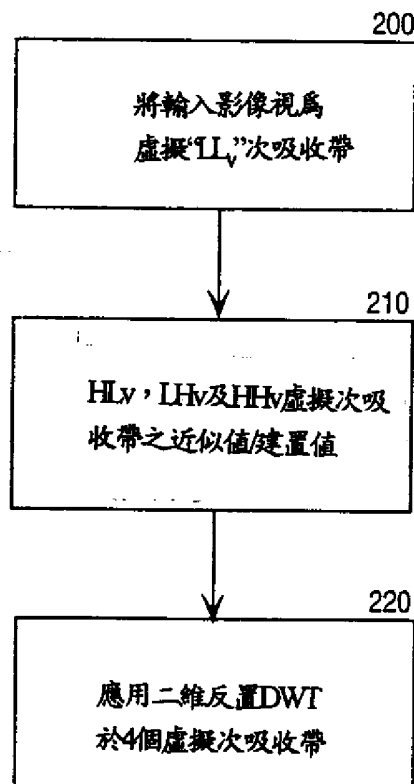 200
將輸入影像視爲
虛擬“LLv”次吸收帶
210
HLv，LHv及HHv虛擬次吸
收帶之近似值/建置值
220
應用二維反置DWT
於4個虛擬次吸收帶